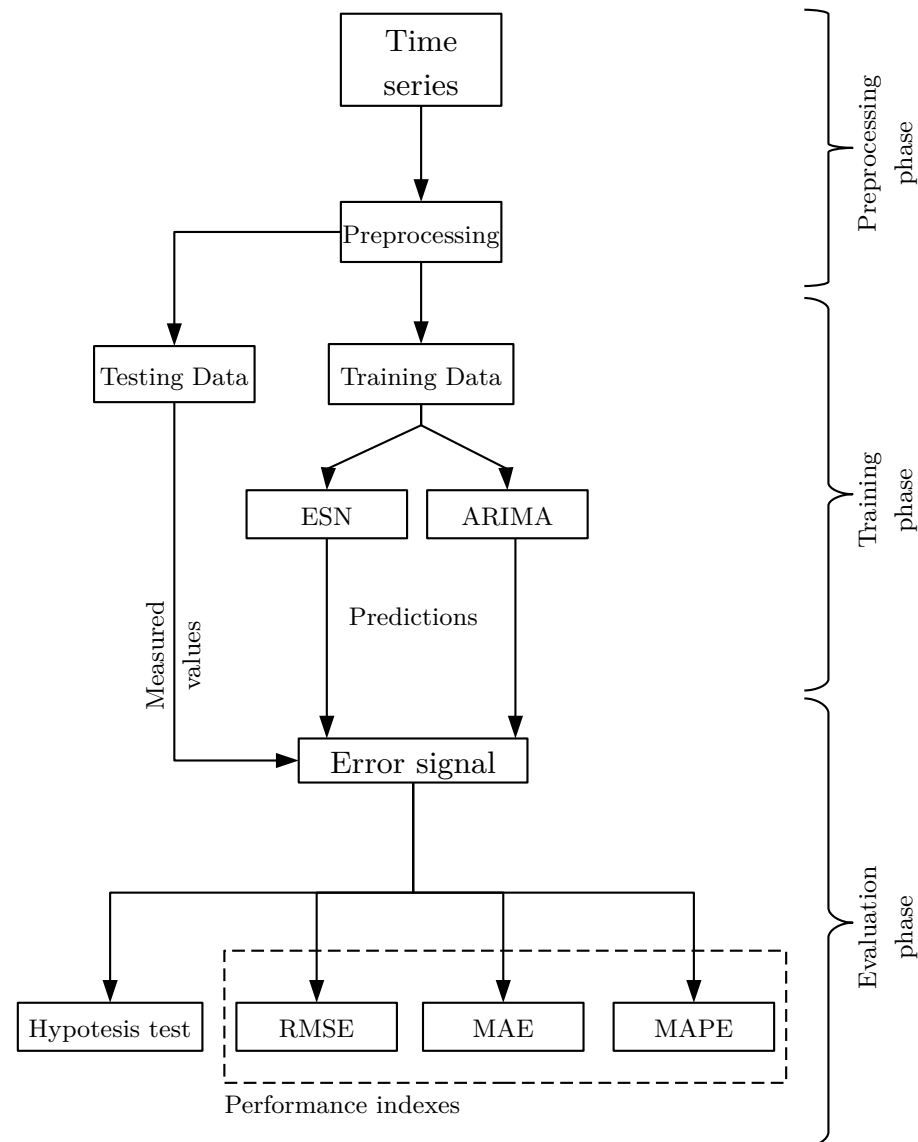 Time
series
Preprocessing
phase
Preprocessing
Testing Data
Training Data
Training
phase
ESN
ARIMA
Measured
values
Predictions
Error signal
Evaluation
phase
Hypotesis test
RMSE
MAE
MAPE
Performance indexes